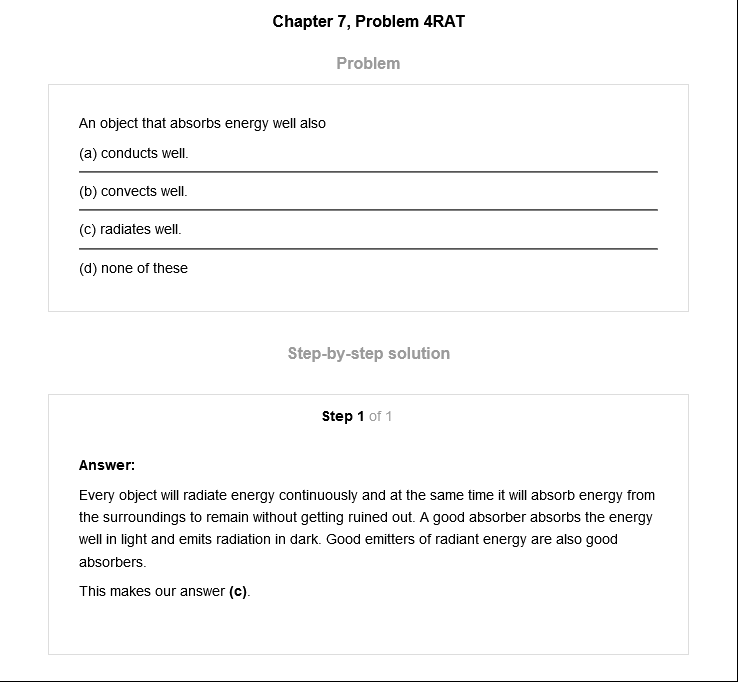 Chapter 7, Problem 4RAT
Problem
An object that absorbs energy well also
(a) conducts well.
(b) convects well.
(c) radiates well.
(d) none of these
Step-by-step solution
Step 1 of 1
Answer:
Every object will radiate energy continuously and at the same time it will absorb energy from
the surroundings to remain without getting ruined out. A good absorber absorbs the energy
well in light and emits radiation in dark. Good emitters of radiant energy are also good
absorbers.
This makes our answer (c).